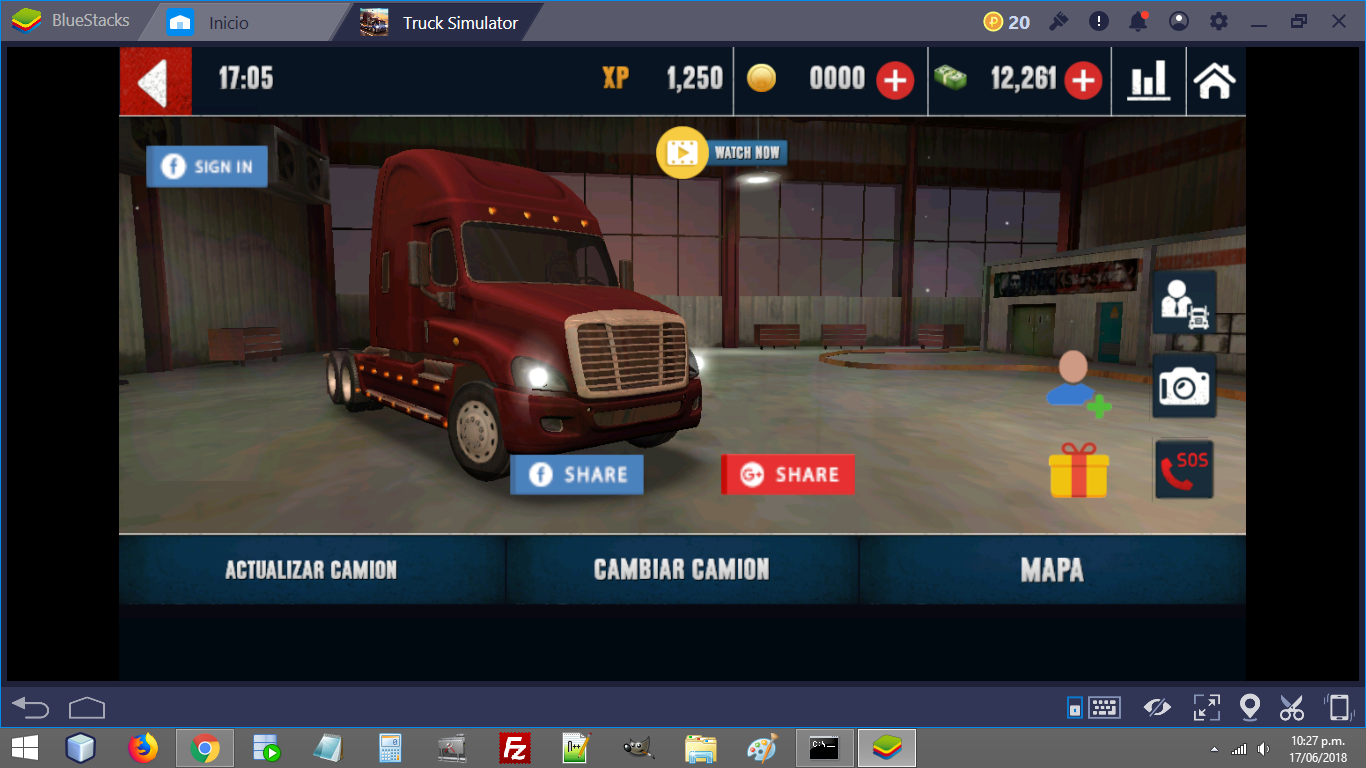 BlueStacks
Inicio
Truck Simulator
20
17:05
XP 1,250
0000
12,261
SIGN IN
WATCH NOW
SOS
SHARE
SHARE
ACTUALIZAR CAMION
CAMBIAR CAMION
MAPA
10:27 p.m.
17/06/2018